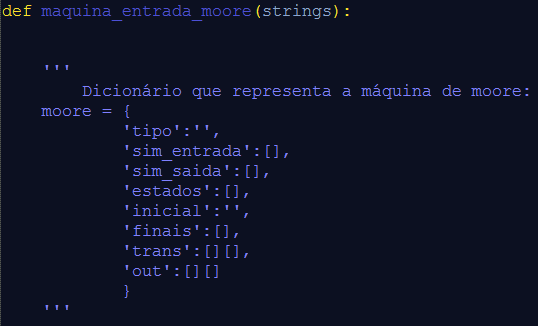 def maquina_entrada_moore(strings):
'''
Dicionário que representa a máquina de moore:
moore = {
'tipo':'',
'sim_entrada':[],
'sim_saida':[],
'estados':[],
'inicial':'',
'finais':[],
'trans':[][],
'out':[][]
}
'''